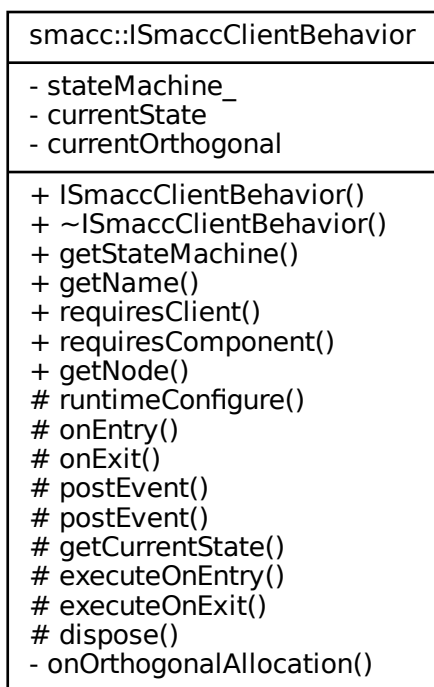 smacc::ISmaccClientBehavior
- stateMachine_
- currentState
- currentOrthogonal
+ ISmaccClientBehavior()
+ ~ISmaccClientBehavior()
+ getStateMachine()
+ getName()
+ requiresClient()
+ requiresComponent()
+ getNode()
# runtimeConfigure()
# onEntry()
# onExit()
# postEvent()
# postEvent()
# getCurrentState()
# executeOnEntry()
# executeOnExit()
# dispose()
- onOrthogonalAllocation()